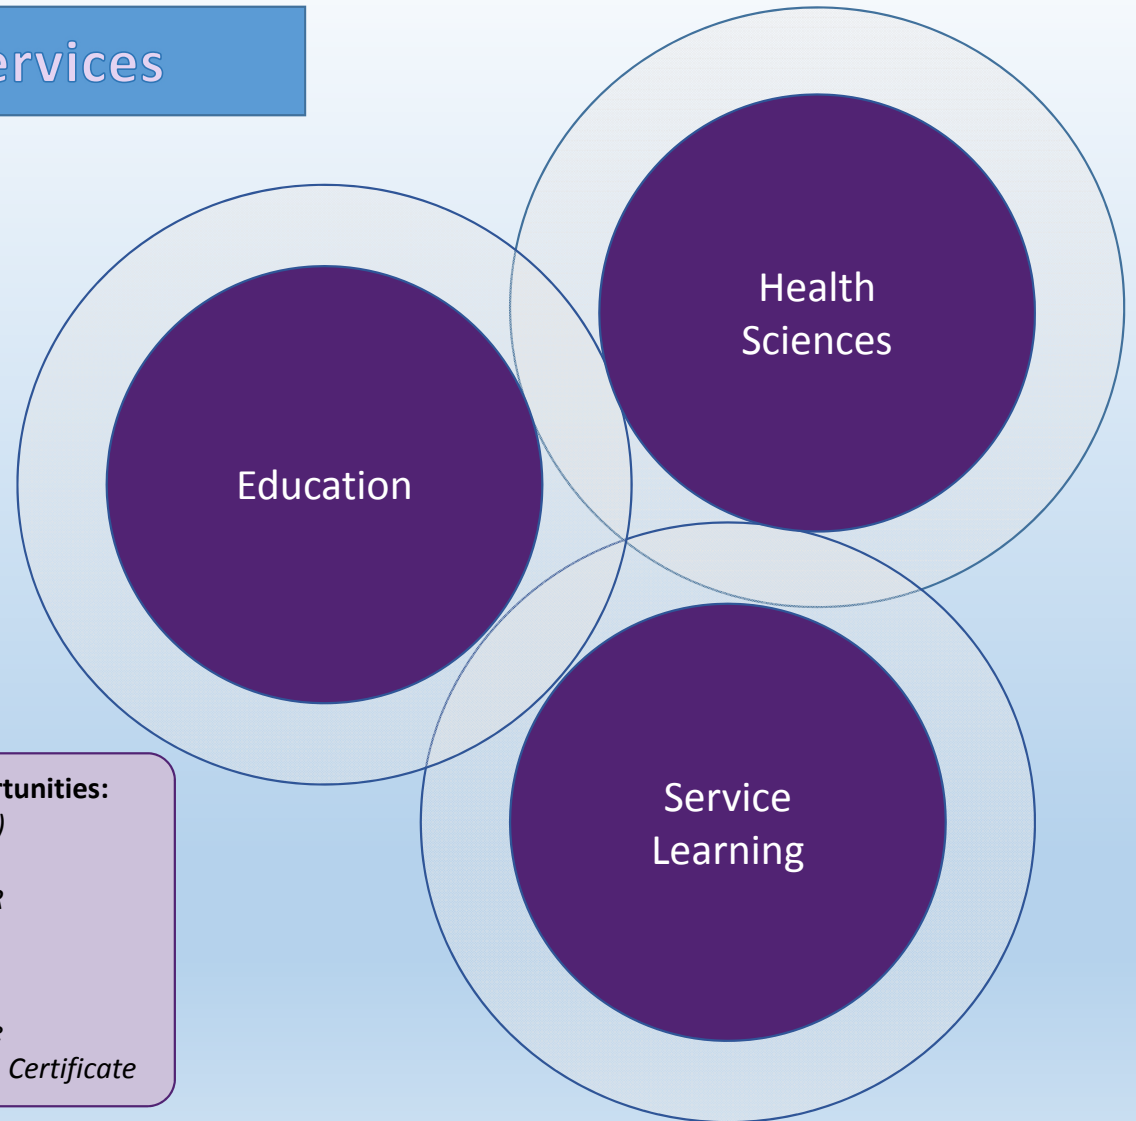 ervices
Health
Sciences
Education
Service
Learning
rtunities:
)
Certificate